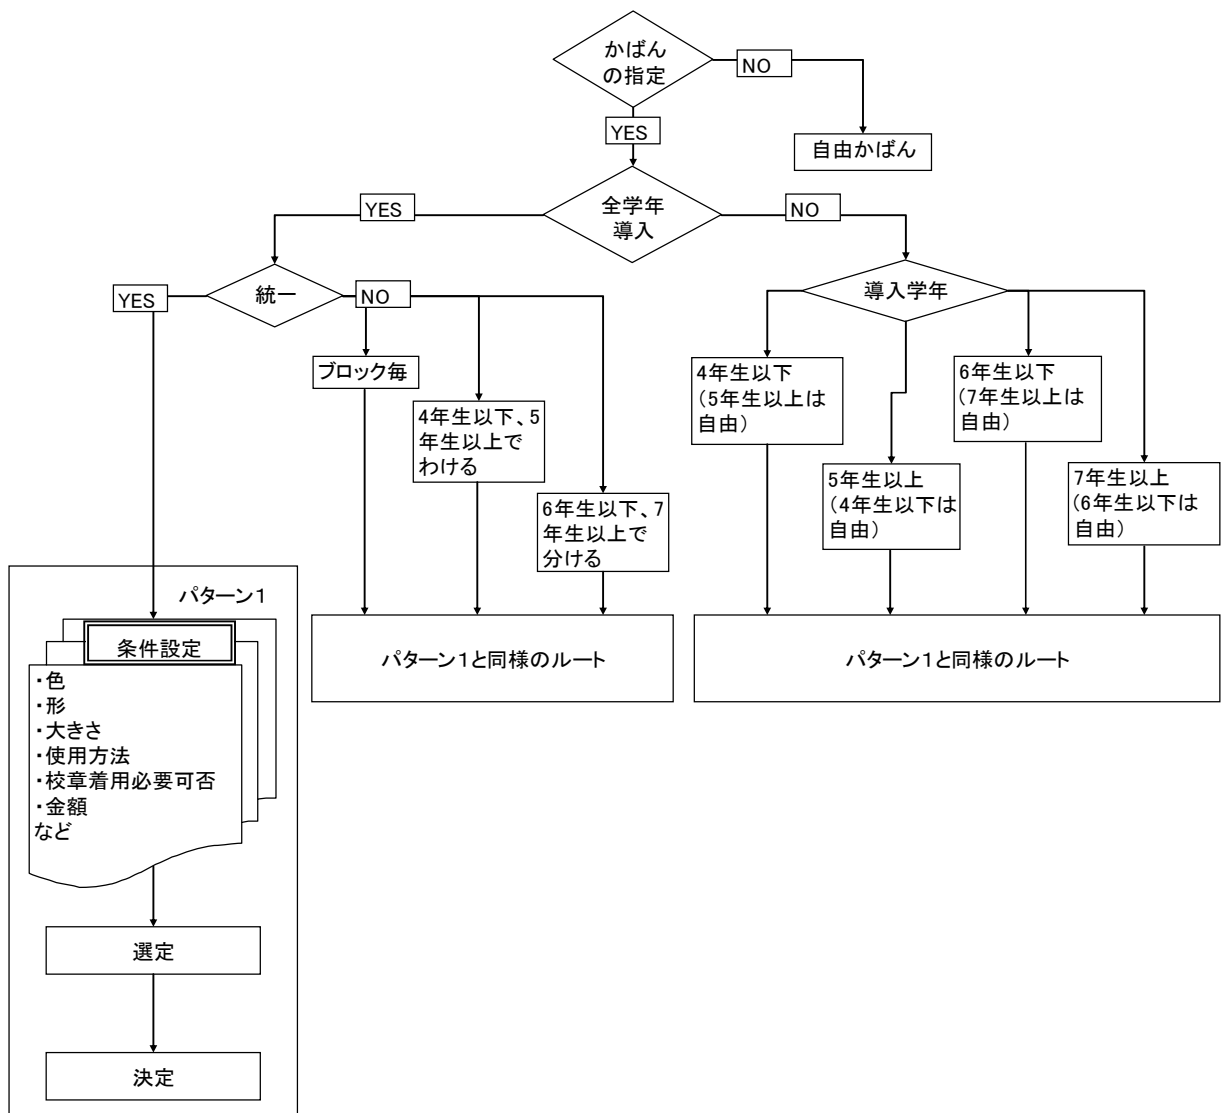 かばん
の指定
NO
YES
自由かばん
全学年
導入
YES
NO
統一
YES
NO
導入学年
ブロック毎
4年生以下、5
年生以上で
わける
6年生以下、7
年生以上で
分ける
4年生以下
(5年生以上は
自由)
5年生以上
(4年生以下は
自由)
6年生以下
(7年生以上は
自由)
7年生以上
(6年生以下は
自由)
パターン1
条件設定
・色
・形
・大きさ
・使用方法
・校章着用必要可否
・金額
など
選定
決定
パターン1と同様のルート
パターン1と同様のルート